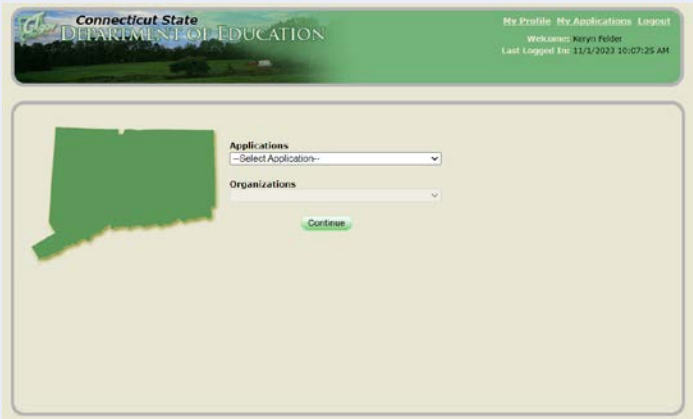 Connecticut State
DEPARTMENT OF EDUCATION
My Profile My Applications Logout
Welcome: Keryn Felder
Last Logged In: 11/1/2023 10:07:25 AM
Applications
--Select Application--
Organizations
Continue